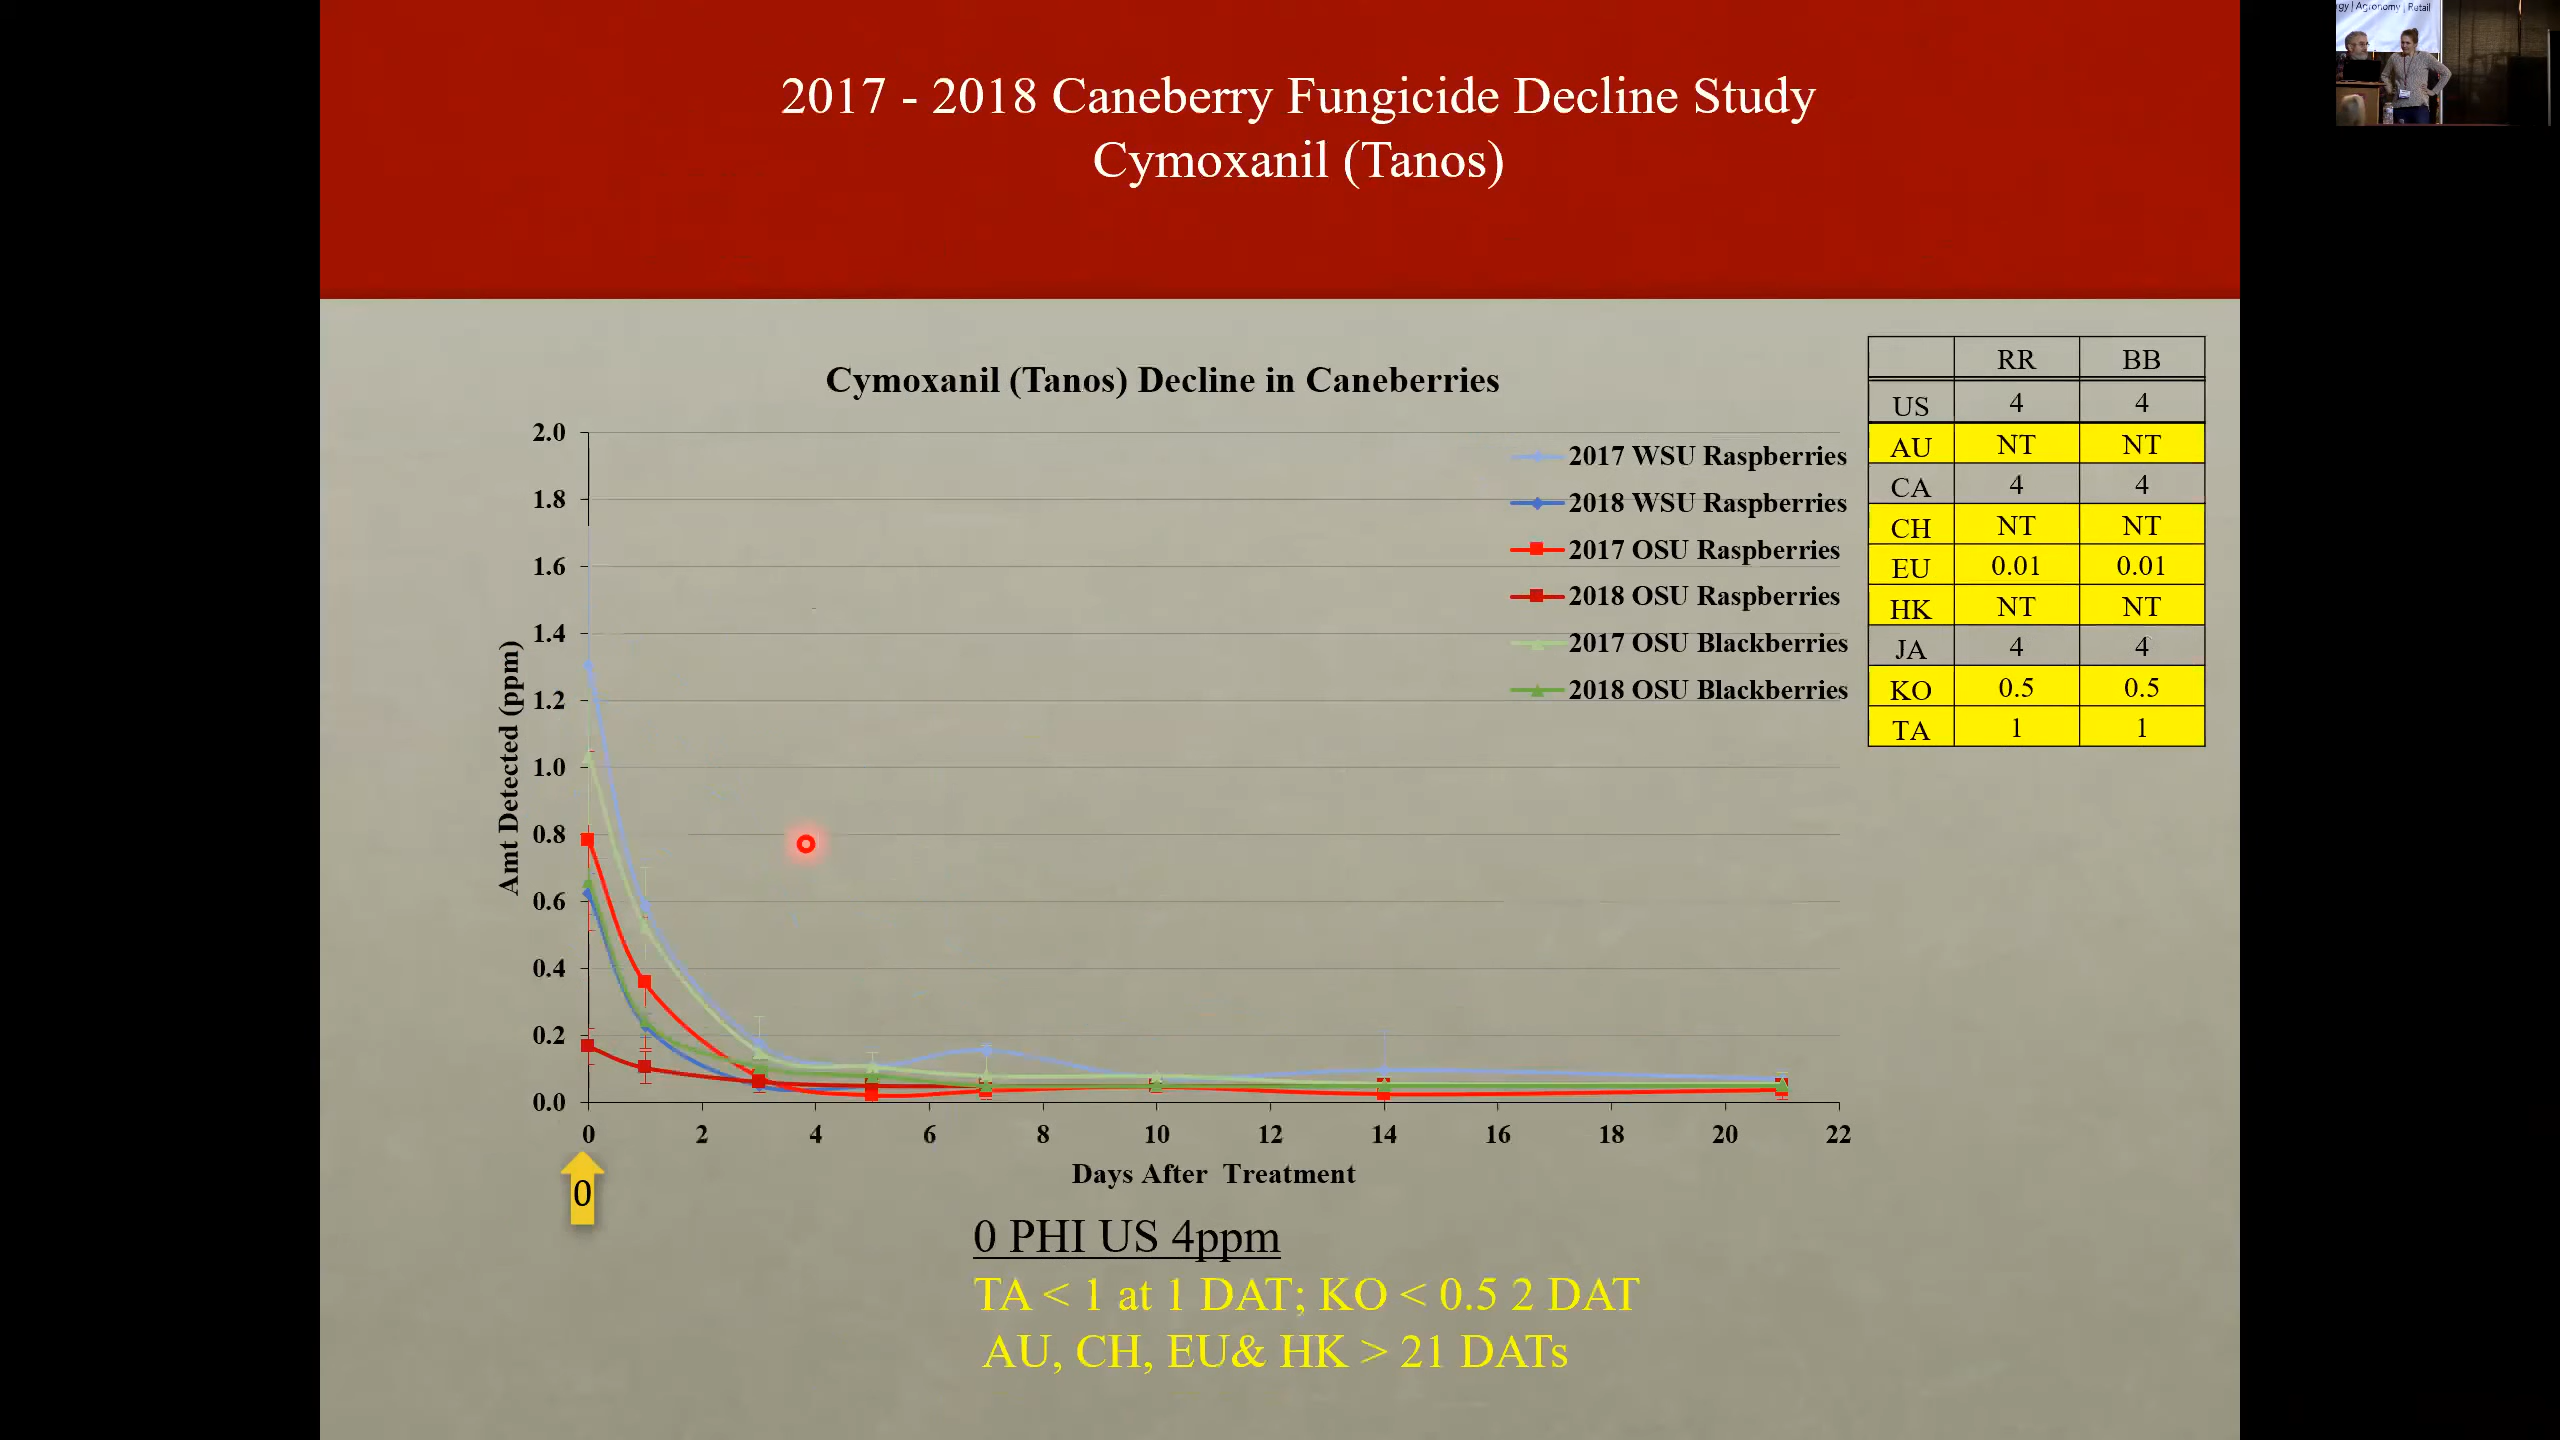 gy | Agronomy | Retail
2017 - 2018 Caneberry Fungicide Decline Study
Cymoxanil (Tanos)
Cymoxanil (Tanos) Decline in Caneberries
Amt Detected (ppm)
2.0
1.8
1.6
1.4
1.2
1.0
0.8
0.6
0.4
0.2
0.0
0 2 4 6 8 10 12 14 16 18 20 22
Days After Treatment
2017 WSU Raspberries
2018 WSU Raspberries
2017 OSU Raspberries
2018 OSU Raspberries
2017 OSU Blackberries
2018 OSU Blackberries
RR BB
US 4 4
AU NT NT
CA 4 4
CH NT NT
EU 0.01 0.01
HK NT NT
JA 4 4
KO 0.5 0.5
TA 1 1
0
0 PHI US 4ppm
TA < 1 at 1 DAT; KO < 0.5 2 DAT
AU, CH, EU& HK > 21 DATs